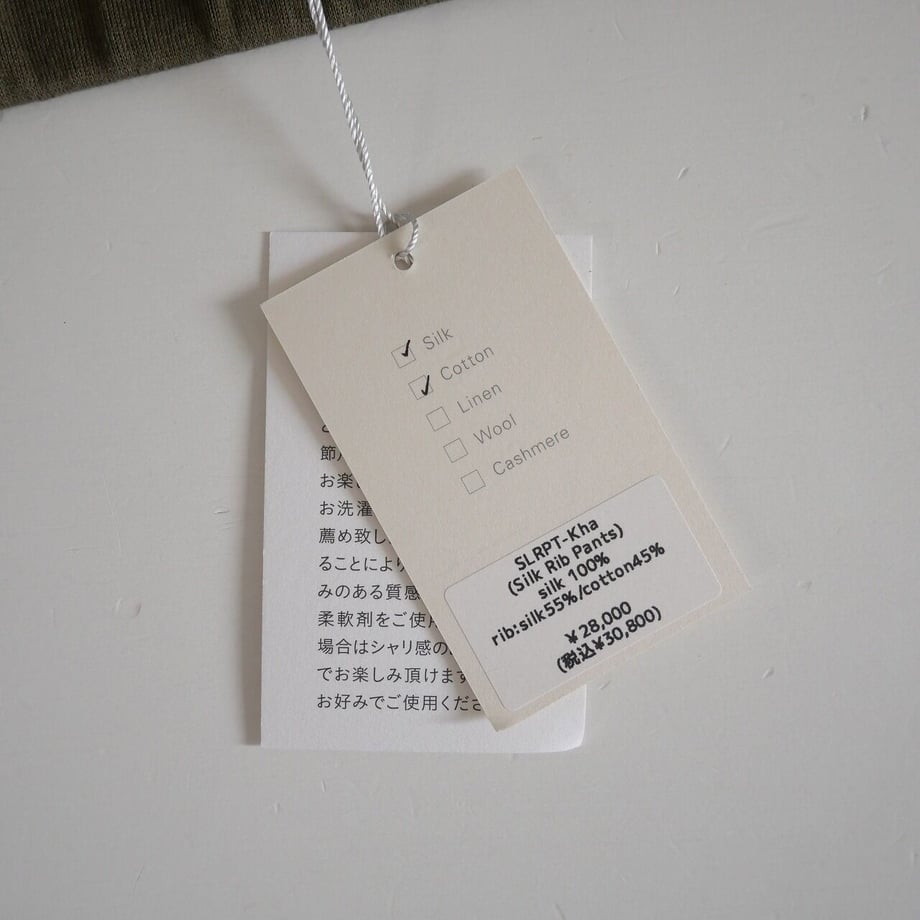 Silk
Cotton
Linen
Wool
Cashmere
SLRPT-Kha
(Silk Rib Pants)
silk 100%
rib:silk55%/cotton45%
¥28,000
(税込¥30,800)
節
お楽
お洗濯
薦め致し
ることにより
みのある質感
柔軟剤をご使用
場合はシャリ感の
でお楽しみ頂けます
お好みでご使用くださ